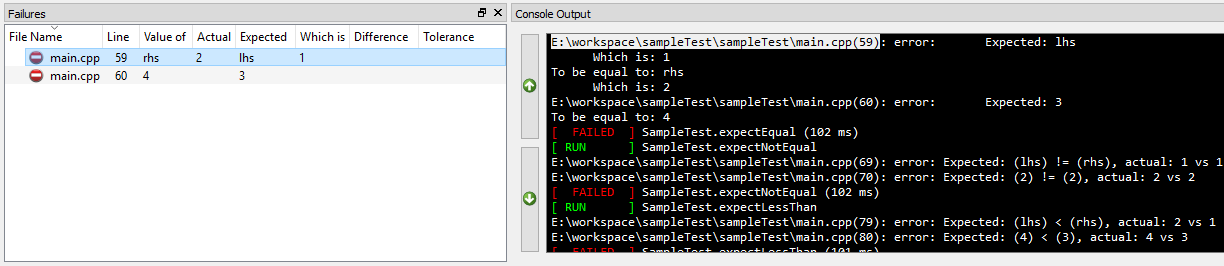 Failures
File Name Line Value of Actual Expected Which is Difference Tolerance
main.cpp 59 rhs 2 lhs 1
main.cpp 60 4 3
Console Output
E:\workspace\sampleTest\sampleTest\main.cpp(59): error: Expected: lhs
Which is: 1
To be equal to: rhs
Which is: 2
E:\workspace\sampleTest\sampleTest\main.cpp(60): error: Expected: 3
To be equal to: 4
[ FAILED ] SampleTest.expectEqual (102 ms)
[ RUN ] SampleTest.expectNotEqual
E:\workspace\sampleTest\sampleTest\main.cpp(69): error: Expected: (lhs) != (rhs), actual: 1 vs 1
E:\workspace\sampleTest\sampleTest\main.cpp(70): error: Expected: (2) != (2), actual: 2 vs 2
[ FAILED ] SampleTest.expectNotEqual (102 ms)
[ RUN ] SampleTest.expectLessThan
E:\workspace\sampleTest\sampleTest\main.cpp(79): error: Expected: (lhs) < (rhs), actual: 2 vs 1
E:\workspace\sampleTest\sampleTest\main.cpp(80): error: Expected: (4) < (3), actual: 4 vs 3
[ FAILED ] SampleTest.expectLessThan (101 ms)